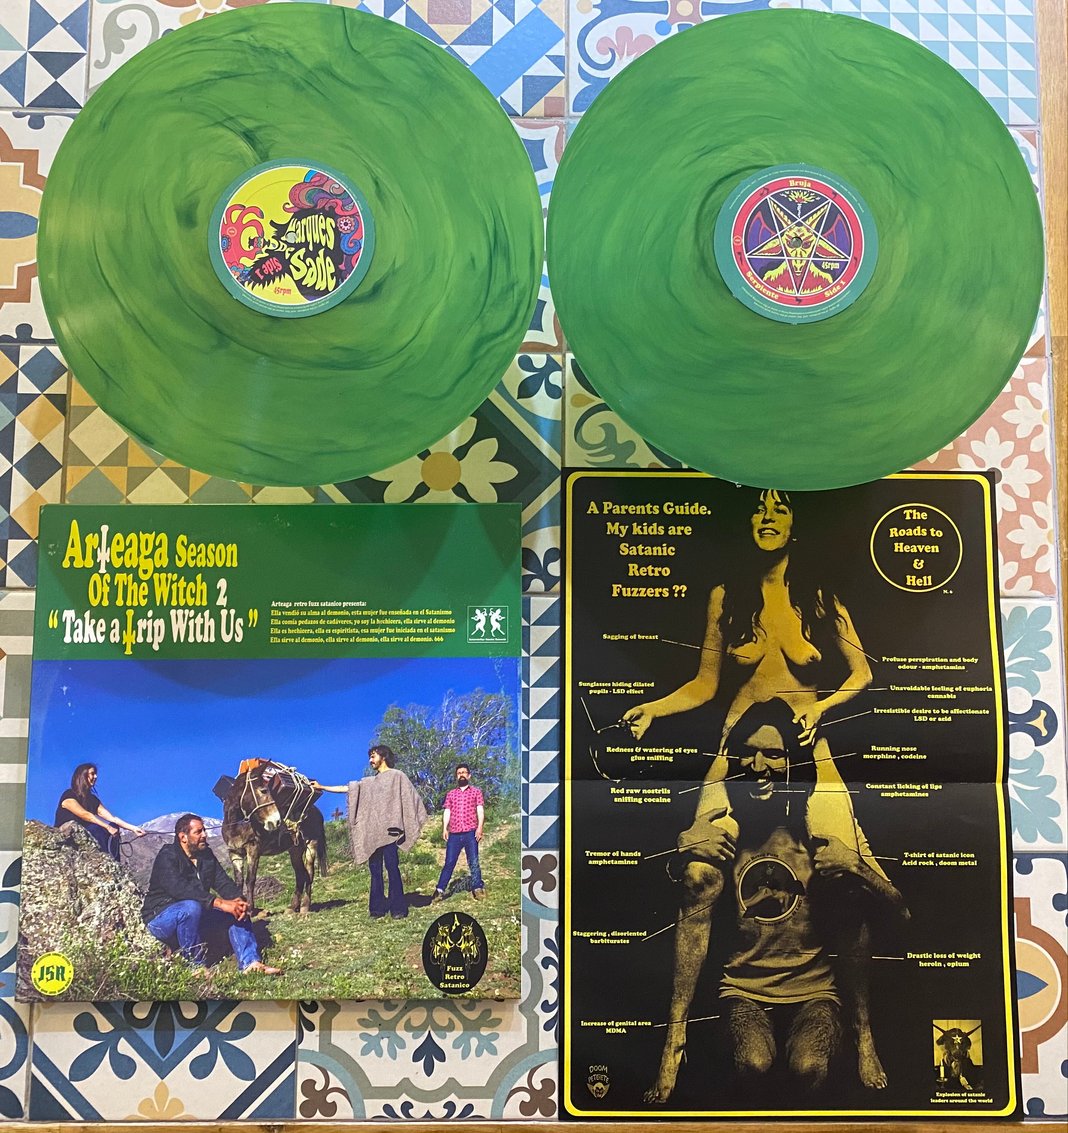 Marqués
De
Sade
Lapis
45rpm
Bruja
45rpm
Serpiente
Side 1
Arteaga Season
Of The Witch 2
“Take a Trip With Us”
Arteaga retro fuzz satanico presenta:
Ella vendió su alma al demonio, esta mujer fue enseñada en el Satanismo
Ella comía pedazos de cadáveres, yo soy la hechicera, ella sirve al demonio
Ella es hechicera, ella es espiritista, esa mujer fue iniciada en el satanismo
Ella sirve al demonio, ella sirve al demonio, ella sirve al demonio. 666
JSR
Fuzz
Retro
Satanico
A Parents Guide.
My kids are
Satanic
Retro
Fuzzers ??
The
Roads to
Heaven
&
Hell
Sagging of breast
Profuse perspiration and body
odour - amphetamins
Sunglasses hiding dilated
pupils - LSD effect
Unavoidable feeling of euphoria
cannabis
Irresistible desire to be affectionate
LSD or acid
Redness & watering of eyes
glue sniffing
Running nose
morphine , codeine
Red raw nostrils
sniffing cocaine
Constant licking of lips
amphetamines
Tremor of hands
amphetamines
T-shirt of satanic icon
Acid rock , doom metal
Staggering , disoriented
barbiturates
Drastic loss of weight
heroin , opium
Increase of genital area
MDMA
DOOM
Explosion of satanic
leaders around the world